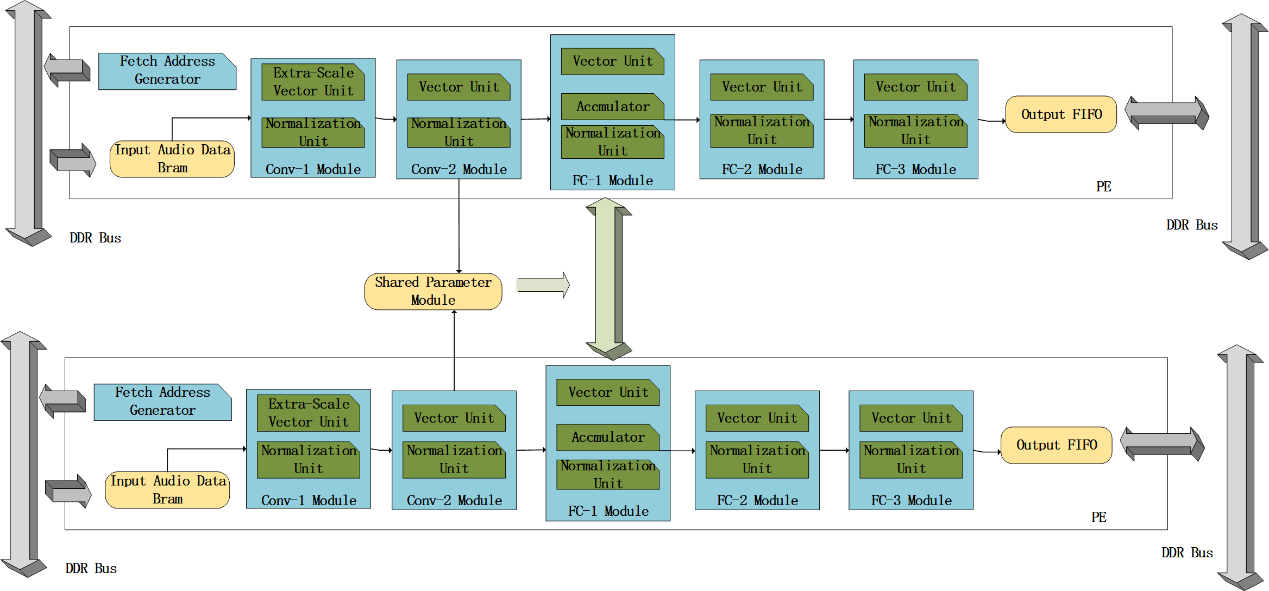 Fetch Address
Generator
Input Audio Data
Bram
Extra-Scale
Vector Unit
Normalization
Unit
Conv-1 Module
Vector Unit
Normalization
Unit
Conv-2 Module
Vector Unit
Accmulator
Normalization
Unit
FC-1 Module
Vector Unit
Normalization
Unit
FC-2 Module
Vector Unit
Normalization
Unit
FC-3 Module
Output FIFO
PE
DDR Bus
DDR Bus
Shared Parameter
Module
Fetch Address
Generator
Input Audio Data
Bram
Extra-Scale
Vector Unit
Normalization
Unit
Conv-1 Module
Vector Unit
Normalization
Unit
Conv-2 Module
Vector Unit
Accmulator
Normalization
Unit
FC-1 Module
Vector Unit
Normalization
Unit
FC-2 Module
Vector Unit
Normalization
Unit
FC-3 Module
Output FIFO
PE
DDR Bus
DDR Bus